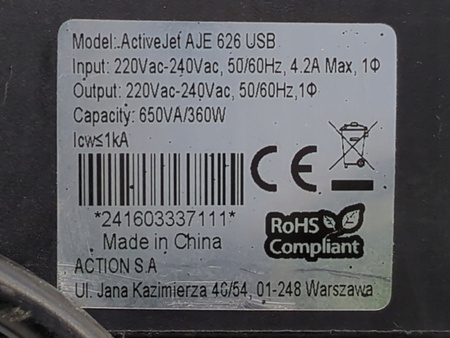 Model: ActiveJet AJE 626 USB
Input: 220Vac-240Vac, 50/60Hz, 4.2A Max, 1Φ
Output: 220Vac-240Vac, 50/60Hz,1Φ
Capacity: 650VA/360W
Icw≤1kA
CE
*241603337111*
RoHS
Compliant
Made in China
ACTION S.A
Ul. Jana Kazimierza 46/54, 01-248 Warszawa